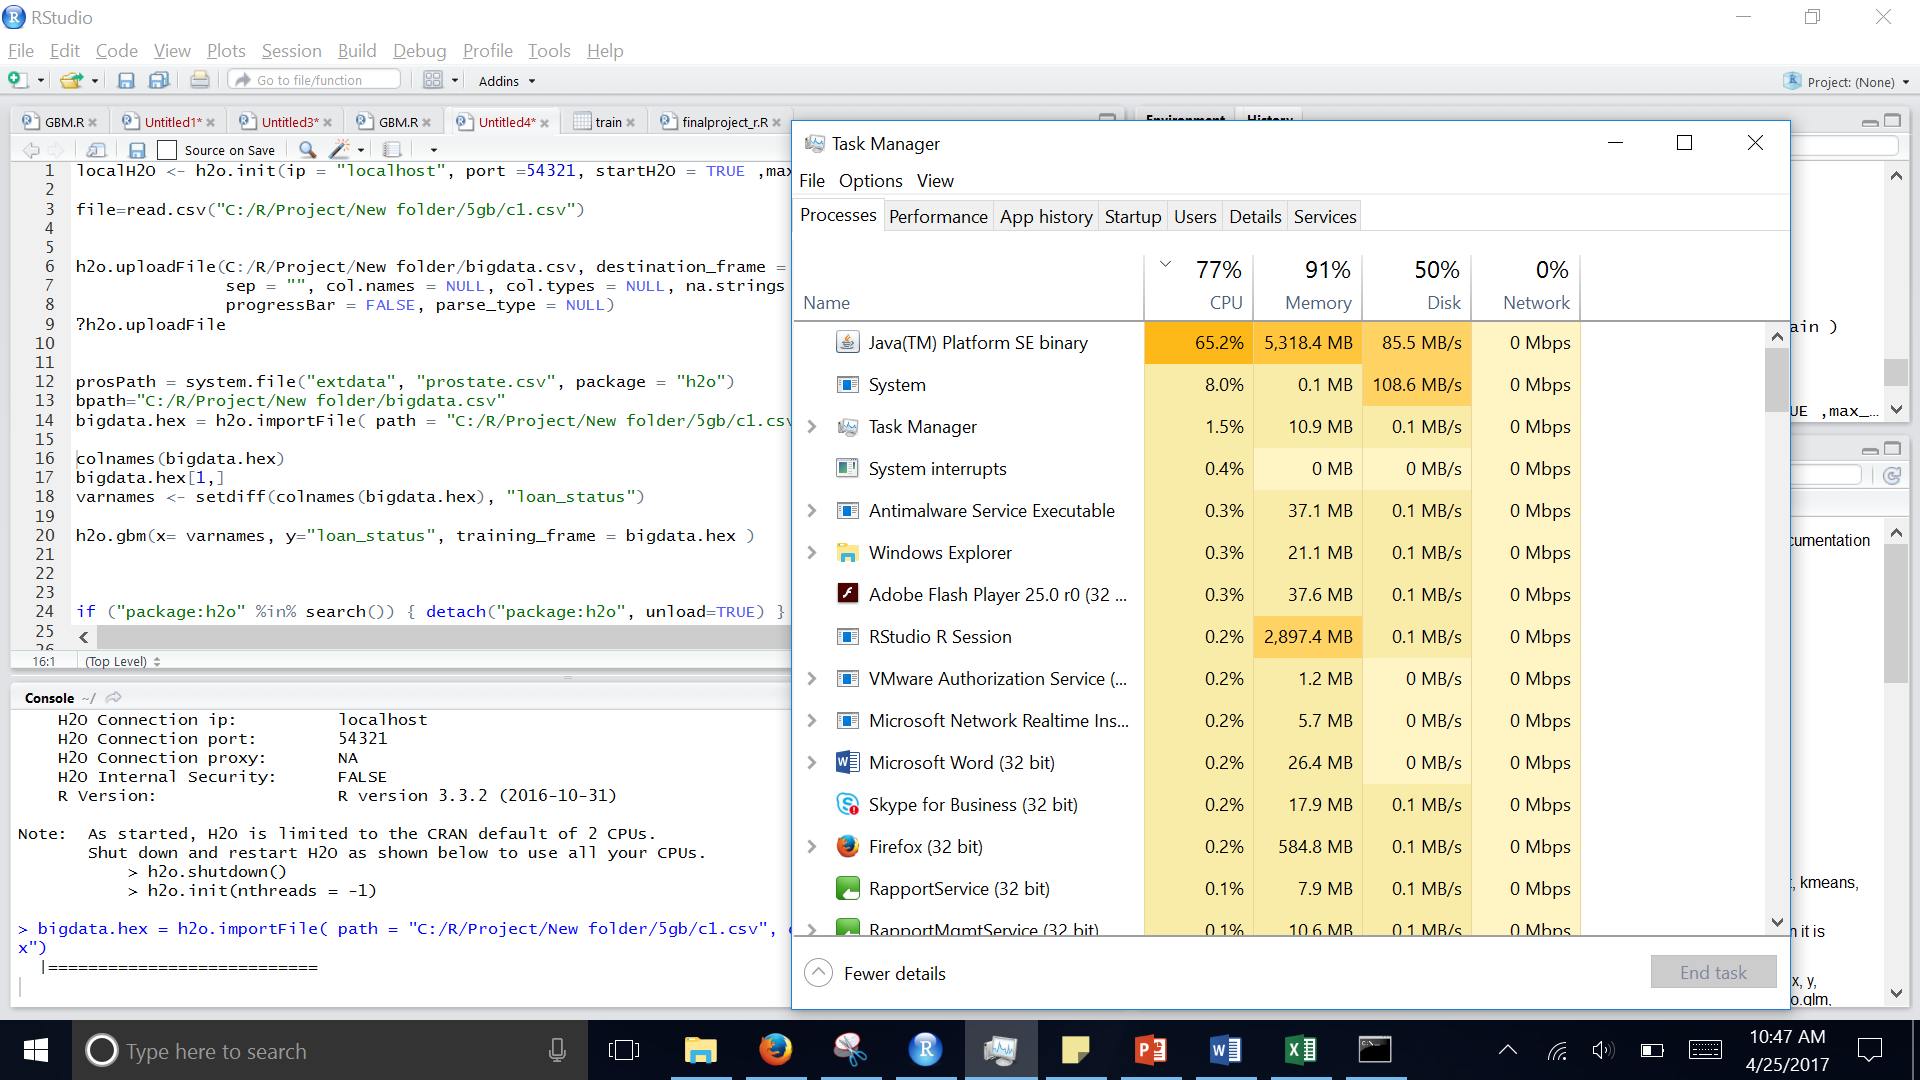 RStudio
File Edit Code View Plots Session Build Debug Profile Tools Help
Go to file/function Addins Project: (None)
GBM.R Untitled1* Untitled3* GBM.R Untitled4* train finalproject_r.R
Source on Save
1 localH2O <- h2o.init(ip = "localhost", port =54321, startH2O = TRUE ,max
2
3 file=read.csv("C:/R/Project/New folder/5gb/c1.csv")
4
5
6 h2o.uploadFile(C:/R/Project/New folder/bigdata.csv, destination_frame =
7 sep = "", col.names = NULL, col.types = NULL, na.strings
8 progressBar = FALSE, parse_type = NULL)
9 ?h2o.uploadFile
10
11
12 prosPath = system.file("extdata", "prostate.csv", package = "h2o")
13 bpath="C:/R/Project/New folder/bigdata.csv"
14 bigdata.hex = h2o.importFile( path = "C:/R/Project/New folder/5gb/c1.csv
15
16 colnames(bigdata.hex)
17 bigdata.hex[1,]
18 varnames <- setdiff(colnames(bigdata.hex), "loan_status")
19
20 h2o.gbm(x= varnames, y="loan_status", training_frame = bigdata.hex )
21
22
23
24 if ("package:h2o" %in% search()) { detach("package:h2o", unload=TRUE) }
25
26
16:1 (Top Level)
Console ~/
H2O Connection ip: localhost
H2O Connection port: 54321
H2O Connection proxy: NA
H2O Internal Security: FALSE
R Version: R version 3.3.2 (2016-10-31)
Note: As started, H2O is limited to the CRAN default of 2 CPUs.
Shut down and restart H2O as shown below to use all your CPUs.
> h2o.shutdown()
> h2o.init(nthreads = -1)
> bigdata.hex = h2o.importFile( path = "C:/R/Project/New folder/5gb/c1.csv",
x")
|===========================
Environment History
Task Manager
File Options View
Processes Performance App history Startup Users Details Services
77% 91% 50% 0%
Name CPU Memory Disk Network
Java(TM) Platform SE binary 65.2% 5,318.4 MB 85.5 MB/s 0 Mbps
System 8.0% 0.1 MB 108.6 MB/s 0 Mbps
Task Manager 1.5% 10.9 MB 0.1 MB/s 0 Mbps
System interrupts 0.4% 0 MB 0 MB/s 0 Mbps
Antimalware Service Executable 0.3% 37.1 MB 0.1 MB/s 0 Mbps
Windows Explorer 0.3% 21.1 MB 0.1 MB/s 0 Mbps
Adobe Flash Player 25.0 r0 (32 ... 0.3% 37.6 MB 0.1 MB/s 0 Mbps
RStudio R Session 0.2% 2,897.4 MB 0.1 MB/s 0 Mbps
VMware Authorization Service (... 0.2% 1.2 MB 0 MB/s 0 Mbps
Microsoft Network Realtime Ins... 0.2% 5.7 MB 0 MB/s 0 Mbps
Microsoft Word (32 bit) 0.2% 26.4 MB 0 MB/s 0 Mbps
Skype for Business (32 bit) 0.2% 17.9 MB 0.1 MB/s 0 Mbps
Firefox (32 bit) 0.2% 584.8 MB 0.1 MB/s 0 Mbps
RapportService (32 bit) 0.1% 7.9 MB 0.1 MB/s 0 Mbps
RapportMgmtService (32 bit) 0.1% 10.6 MB 0.1 MB/s 0 Mbps
Fewer details End task
ain )
UE ,max_...
cumentation
, kmeans,
it is
x, y,
o.glm,
Type here to search
10:47 AM
4/25/2017